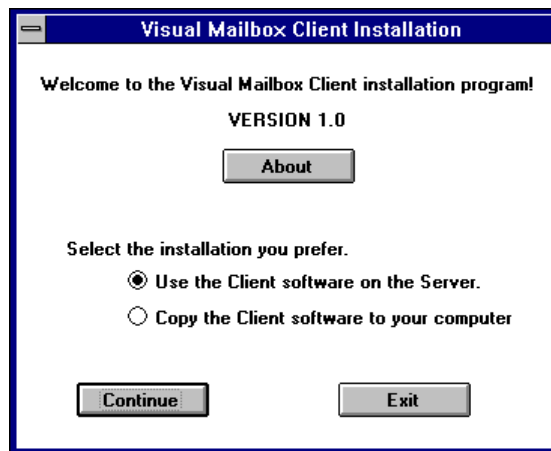 Visual Mailbox Client Installation
Welcome to the Visual Mailbox Client installation program!
VERSION 1.0
About
Select the installation you prefer.
Use the Client software on the Server.
Copy the Client software to your computer
Continue Exit